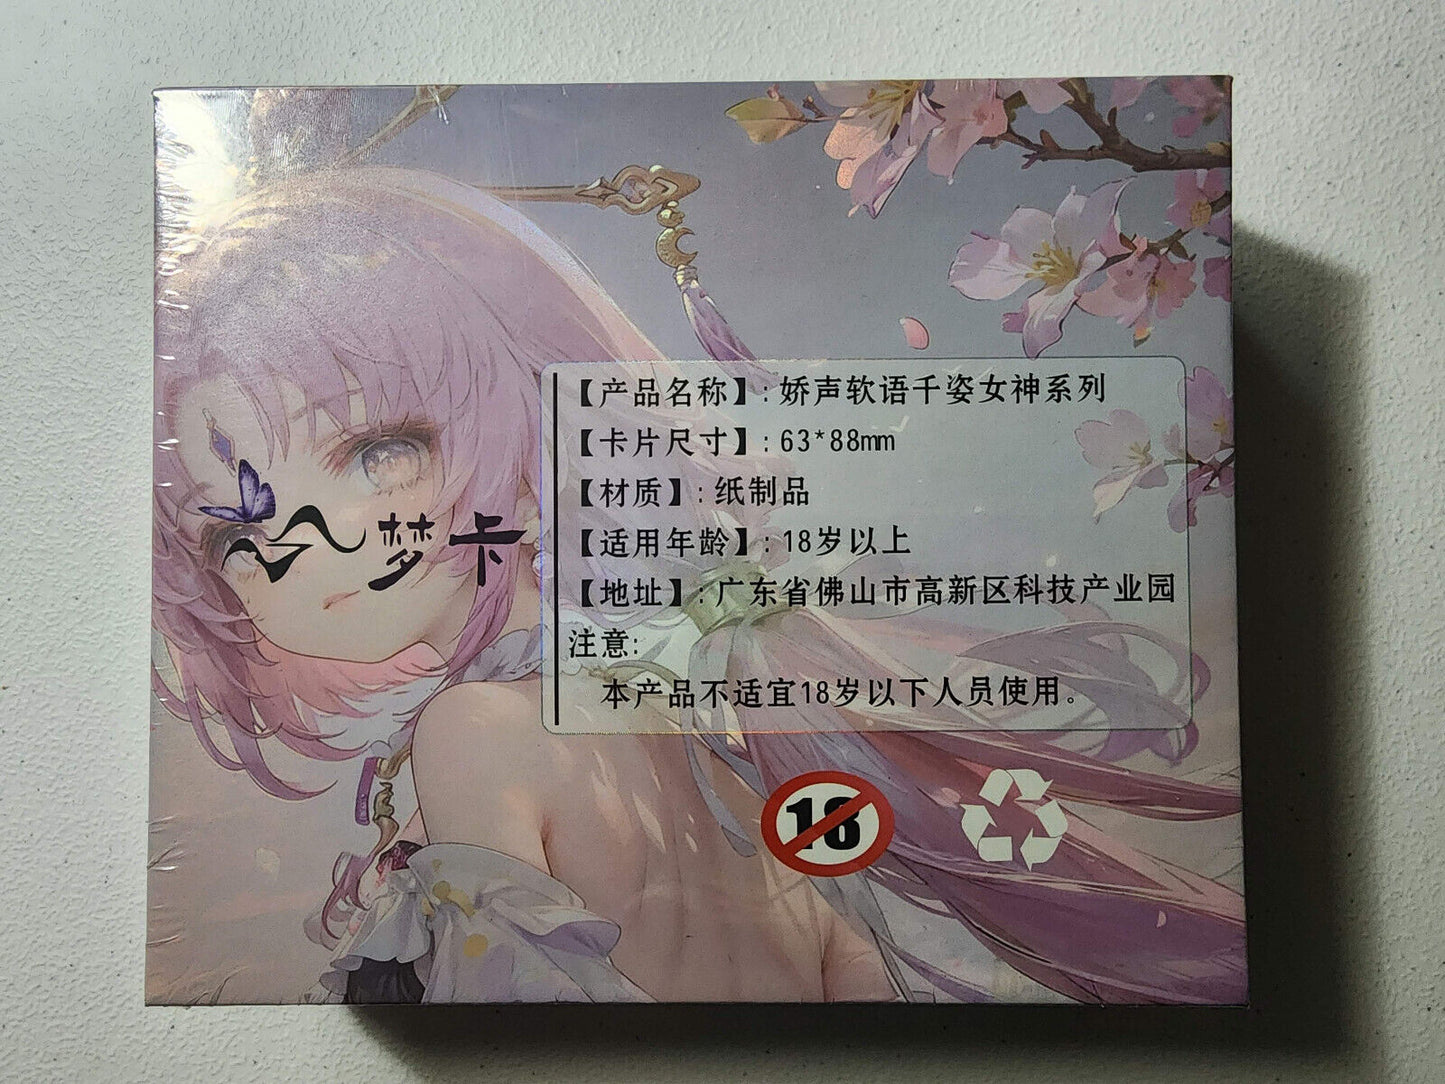 【产品名称】:娇声软语千姿女神系列
【卡片尺寸】:63*88mm
【材质】:纸制品
【适用年龄】:18岁以上
【地址】:广东省佛山市高新区科技产业园
注意:
本产品不适宜18岁以下人员使用。
梦卡
18